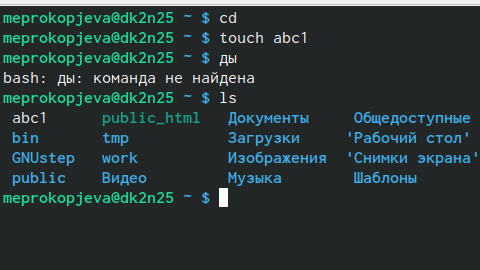 meprokopjeva@dk2n25 ~ $ cd
meprokopjeva@dk2n25 ~ $ touch abc1
meprokopjeva@dk2n25 ~ $ ды
bash: ды: команда не найдена
meprokopjeva@dk2n25 ~ $ ls
abc1 public_html Документы Общедоступные
bin tmp Загрузки 'Рабочий стол'
GNUstep work Изображения 'Снимки экрана'
public Видео Музыка Шаблоны
meprokopjeva@dk2n25 ~ $